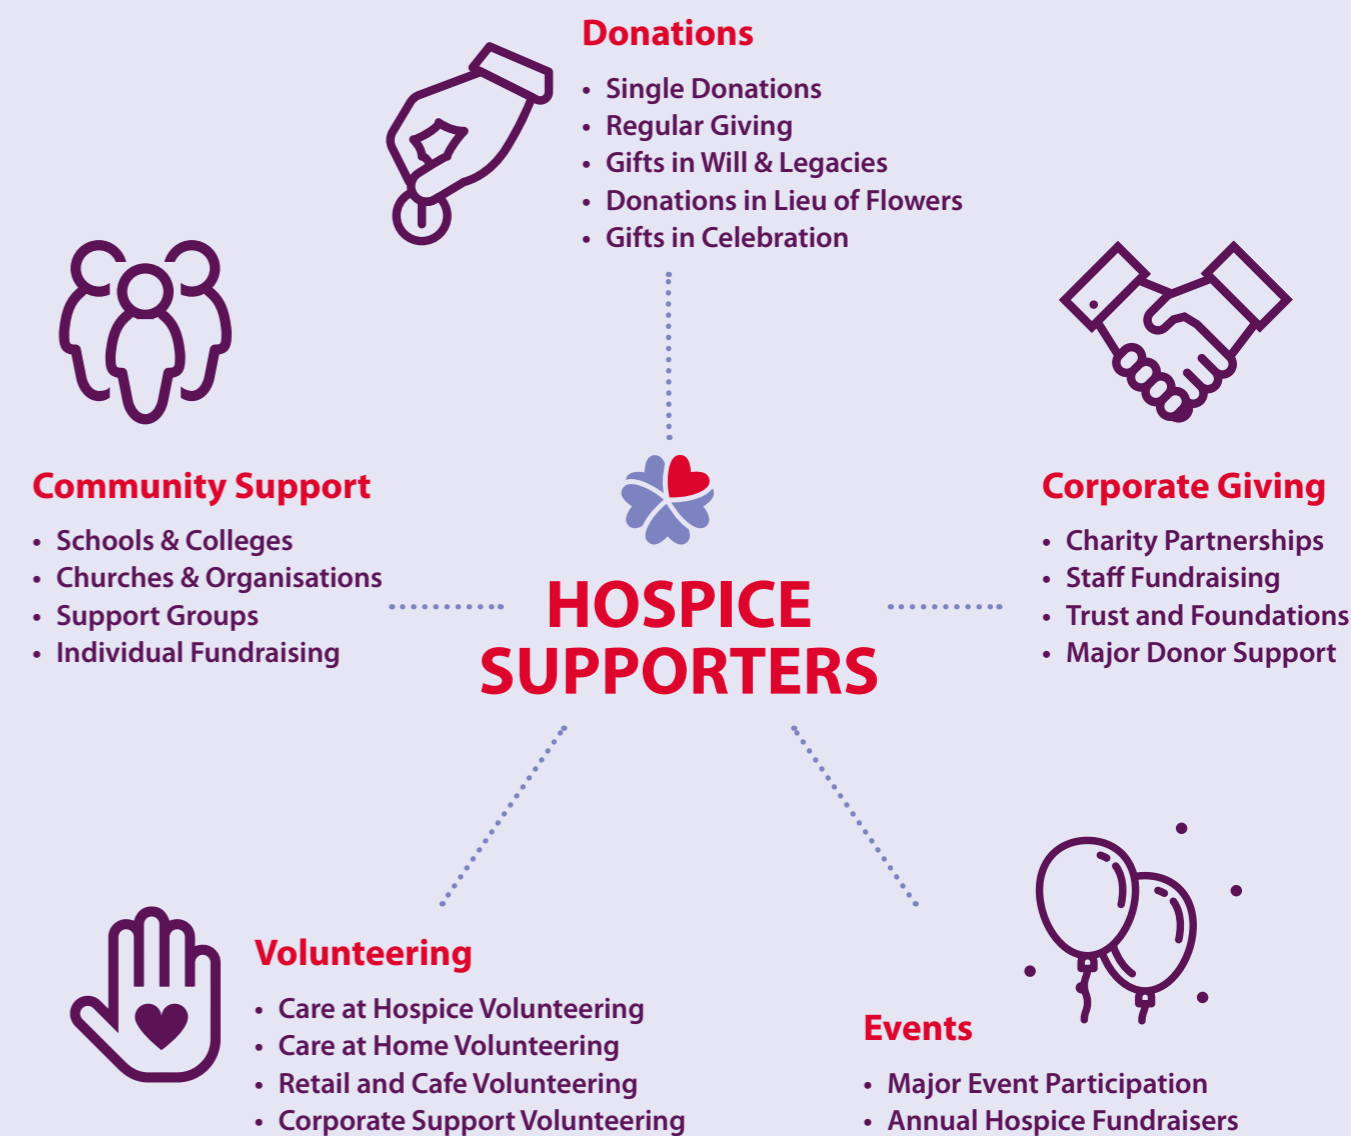 Donations
• Single Donations
• Regular Giving
• Gifts in Will & Legacies
• Donations in Lieu of Flowers
• Gifts in Celebration
Community Support
• Schools & Colleges
• Churches & Organisations
• Support Groups
• Individual Fundraising
HOSPICE
SUPPORTERS
Corporate Giving
• Charity Partnerships
• Staff Fundraising
• Trust and Foundations
• Major Donor Support
Volunteering
• Care at Hospice Volunteering
• Care at Home Volunteering
• Retail and Cafe Volunteering
• Corporate Support Volunteering
Events
• Major Event Participation
• Annual Hospice Fundraisers